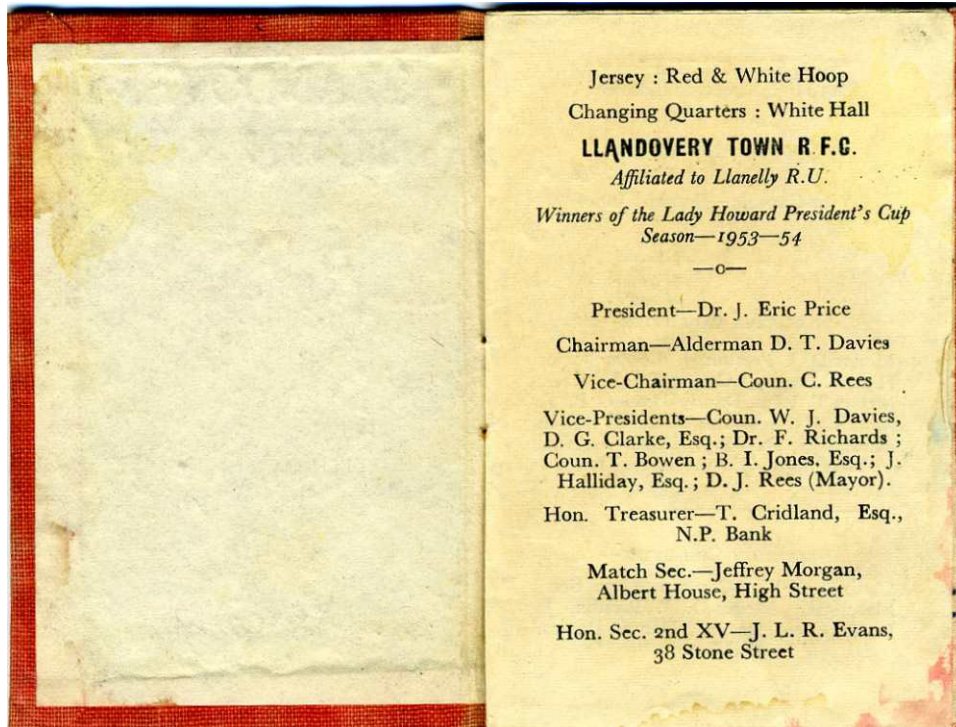 Jersey : Red & White Hoop
Changing Quarters : White Hall
LLANDOVERY TOWN R.F.C.
Affiliated to Llanelly R.U.
Winners of the Lady Howard President's Cup
Season—1953—54
—o—
President—Dr. J. Eric Price
Chairman—Alderman D. T. Davies
Vice-Chairman—Coun. C. Rees
Vice-Presidents—Coun. W. J. Davies,
D. G. Clarke, Esq.; Dr. F. Richards ;
Coun. T. Bowen ; B. I. Jones, Esq.; J.
Halliday, Esq. ; D. J. Rees (Mayor).
Hon. Treasurer—T. Cridland, Esq.,
N.P. Bank
Match Sec.—Jeffrey Morgan,
Albert House, High Street
Hon. Sec. 2nd XV—J. L. R. Evans,
38 Stone Street